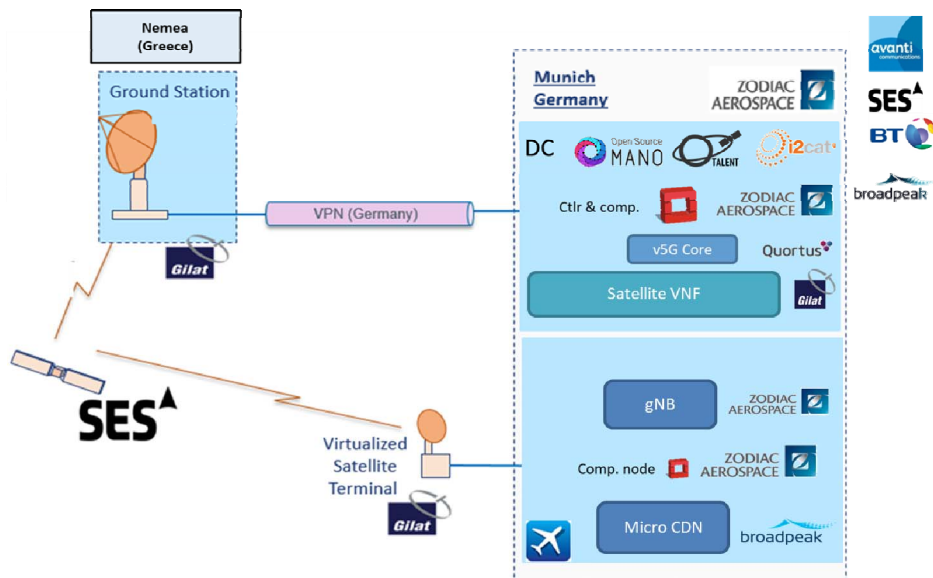 Nemea
(Greece)
Ground Station
Gilat
VPN (Germany)
SES
Virtualized
Satellite
Terminal
Gilat
Munich
Germany
ZODIAC
AEROSPACE
DC
Open Source
MANO
TALENT
i2cat
Ctlr & comp.
ZODIAC
AEROSPACE
v5G Core
Quortus
Satellite VNF
Gilat
gNB
ZODIAC
AEROSPACE
Comp. node
ZODIAC
AEROSPACE
Micro CDN
broadpeak
avanti
communications
SES
BT
broadpeak